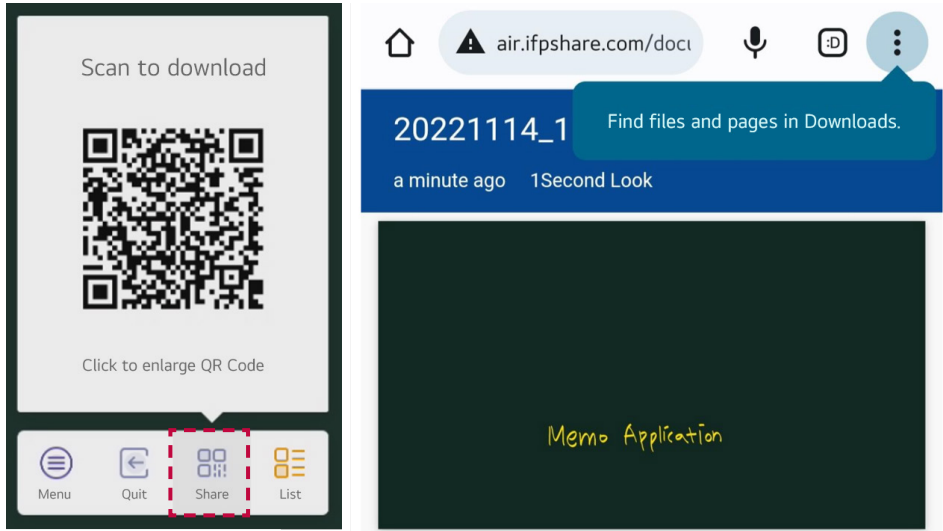 Scan to download
Click to enlarge QR Code
Menu
Quit
Share
List
air.ifpshare.com/docu
:D
20221114_1
Find files and pages in Downloads.
a minute ago 1Second Look
Memo Application